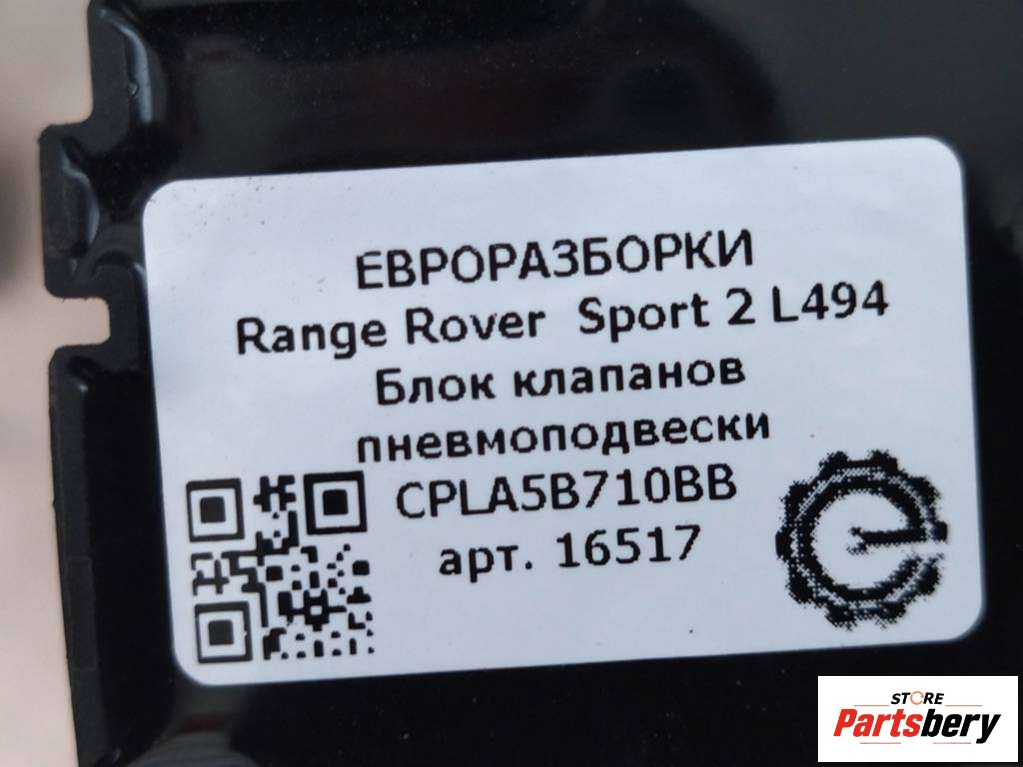 ЕВРОРАЗБОРКИ
Range Rover Sport 2 L494
Блок клапанов
пневмоподвески
CPLA5B710BB
арт. 16517
STORE
Partsbery